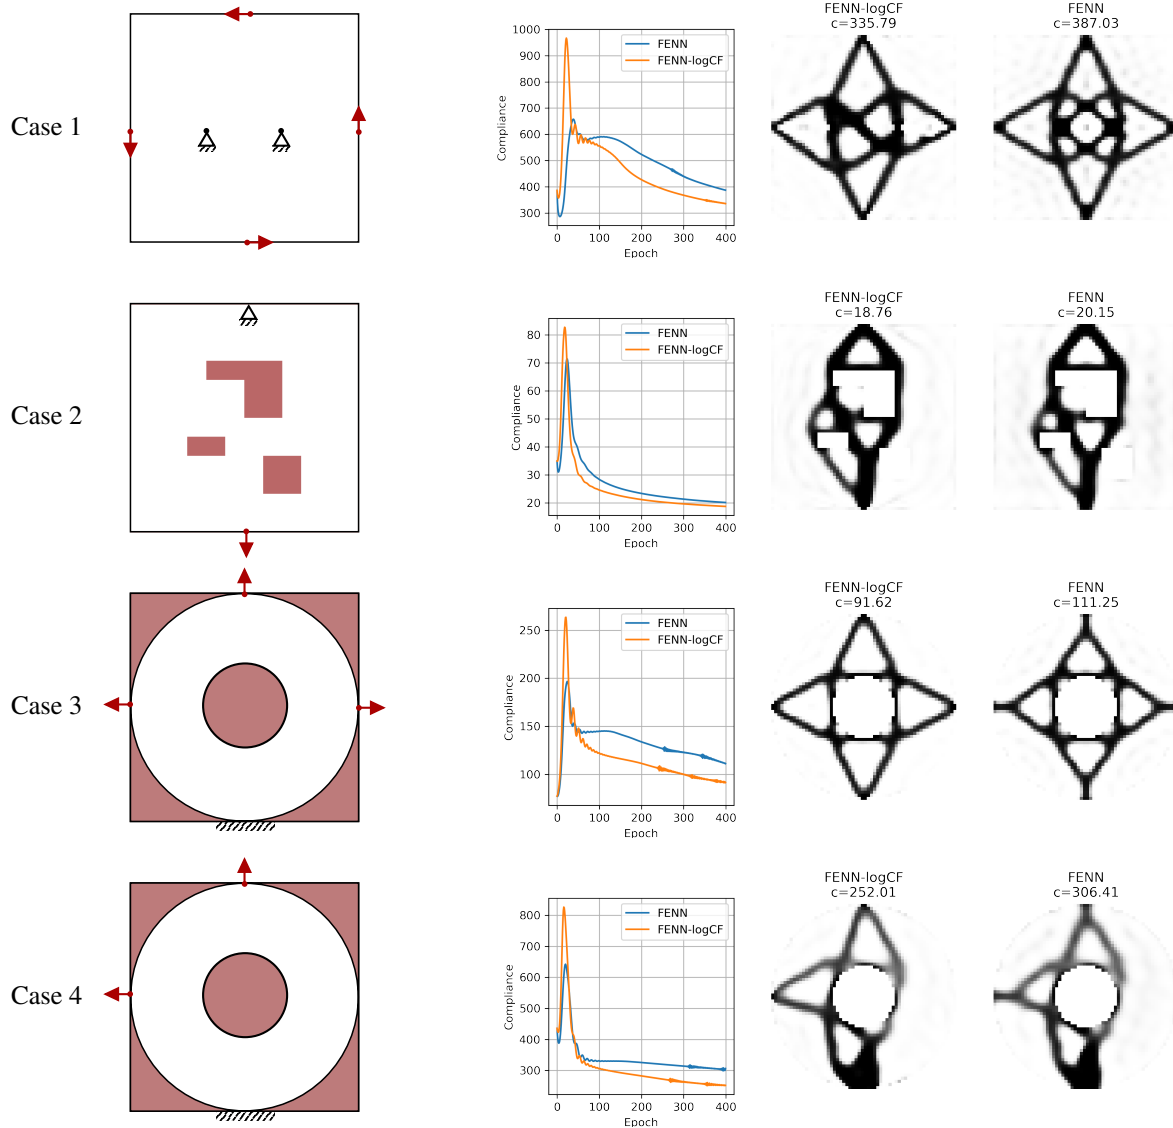 Case 1
1000
900
800
700
600
500
400
300
Compliance
FENN
FENN-logCF
0 100 200 300 400
Epoch
FENN-logCF
c=335.79
FENN
c=387.03
Case 2
80
70
60
50
40
30
20
Compliance
FENN
FENN-logCF
0 100 200 300 400
Epoch
FENN-logCF
c=18.76
FENN
c=20.15
Case 3
250
200
150
100
Compliance
FENN
FENN-logCF
0 100 200 300 400
Epoch
FENN-logCF
c=91.62
FENN
c=111.25
Case 4
800
700
600
500
400
300
Compliance
FENN
FENN-logCF
0 100 200 300 400
Epoch
FENN-logCF
c=252.01
FENN
c=306.41